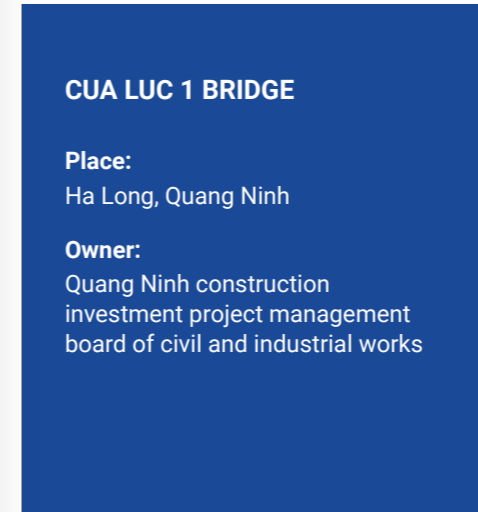 CUA LUC 1 BRIDGE
Place:
Ha Long, Quang Ninh
Owner:
Quang Ninh construction
investment project management
board of civil and industrial works